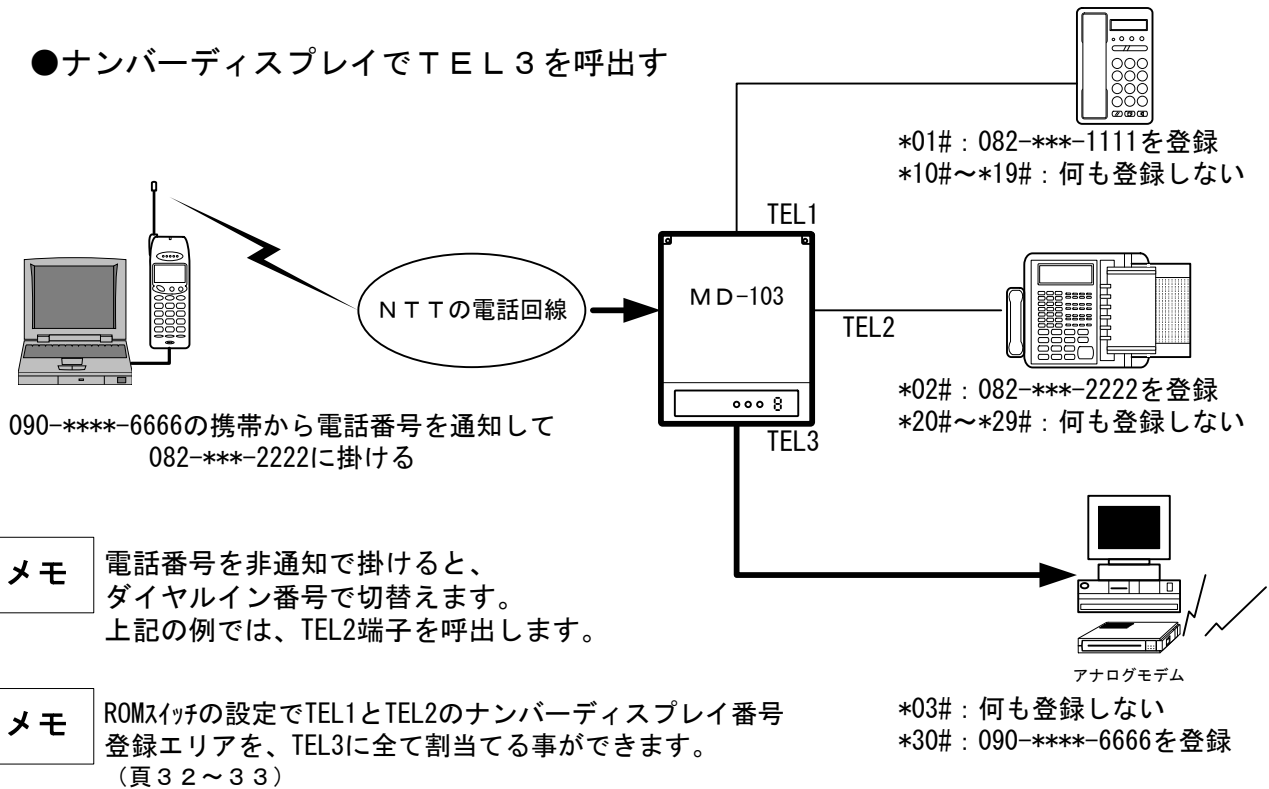 ●ナンバーディスプレイでＴＥＬ３を呼出す
*01#：082-***-1111を登録
*10#～*19#：何も登録しない
TEL1
ＮＴＴの電話回線
ＭＤ-103
8
TEL2
*02#：082-***-2222を登録
*20#～*29#：何も登録しない
TEL3
090-****-6666の携帯から電話番号を通知して
082-***-2222に掛ける
メモ
電話番号を非通知で掛けると、
ダイヤルイン番号で切替えます。
上記の例では、TEL2端子を呼出します。
アナログモデム
*03#：何も登録しない
*30#：090-****-6666を登録
メモ
ROMｽｲｯﾁの設定でTEL1とTEL2のナンバーディスプレイ番号
登録エリアを、TEL3に全て割当てる事ができます。
（頁３２～３３）